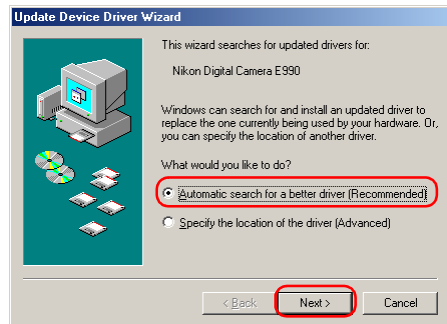 Update Device Driver Wizard
This wizard searches for updated drivers for:
Nikon Digital Camera E990
Windows can search for and install an updated driver to
replace the one currently being used by your hardware. Or,
you can specify the location of another driver.
What would you like to do?
Automatic search for a better driver (Recommended)
Specify the location of the driver (Advanced)
< Back Next > Cancel